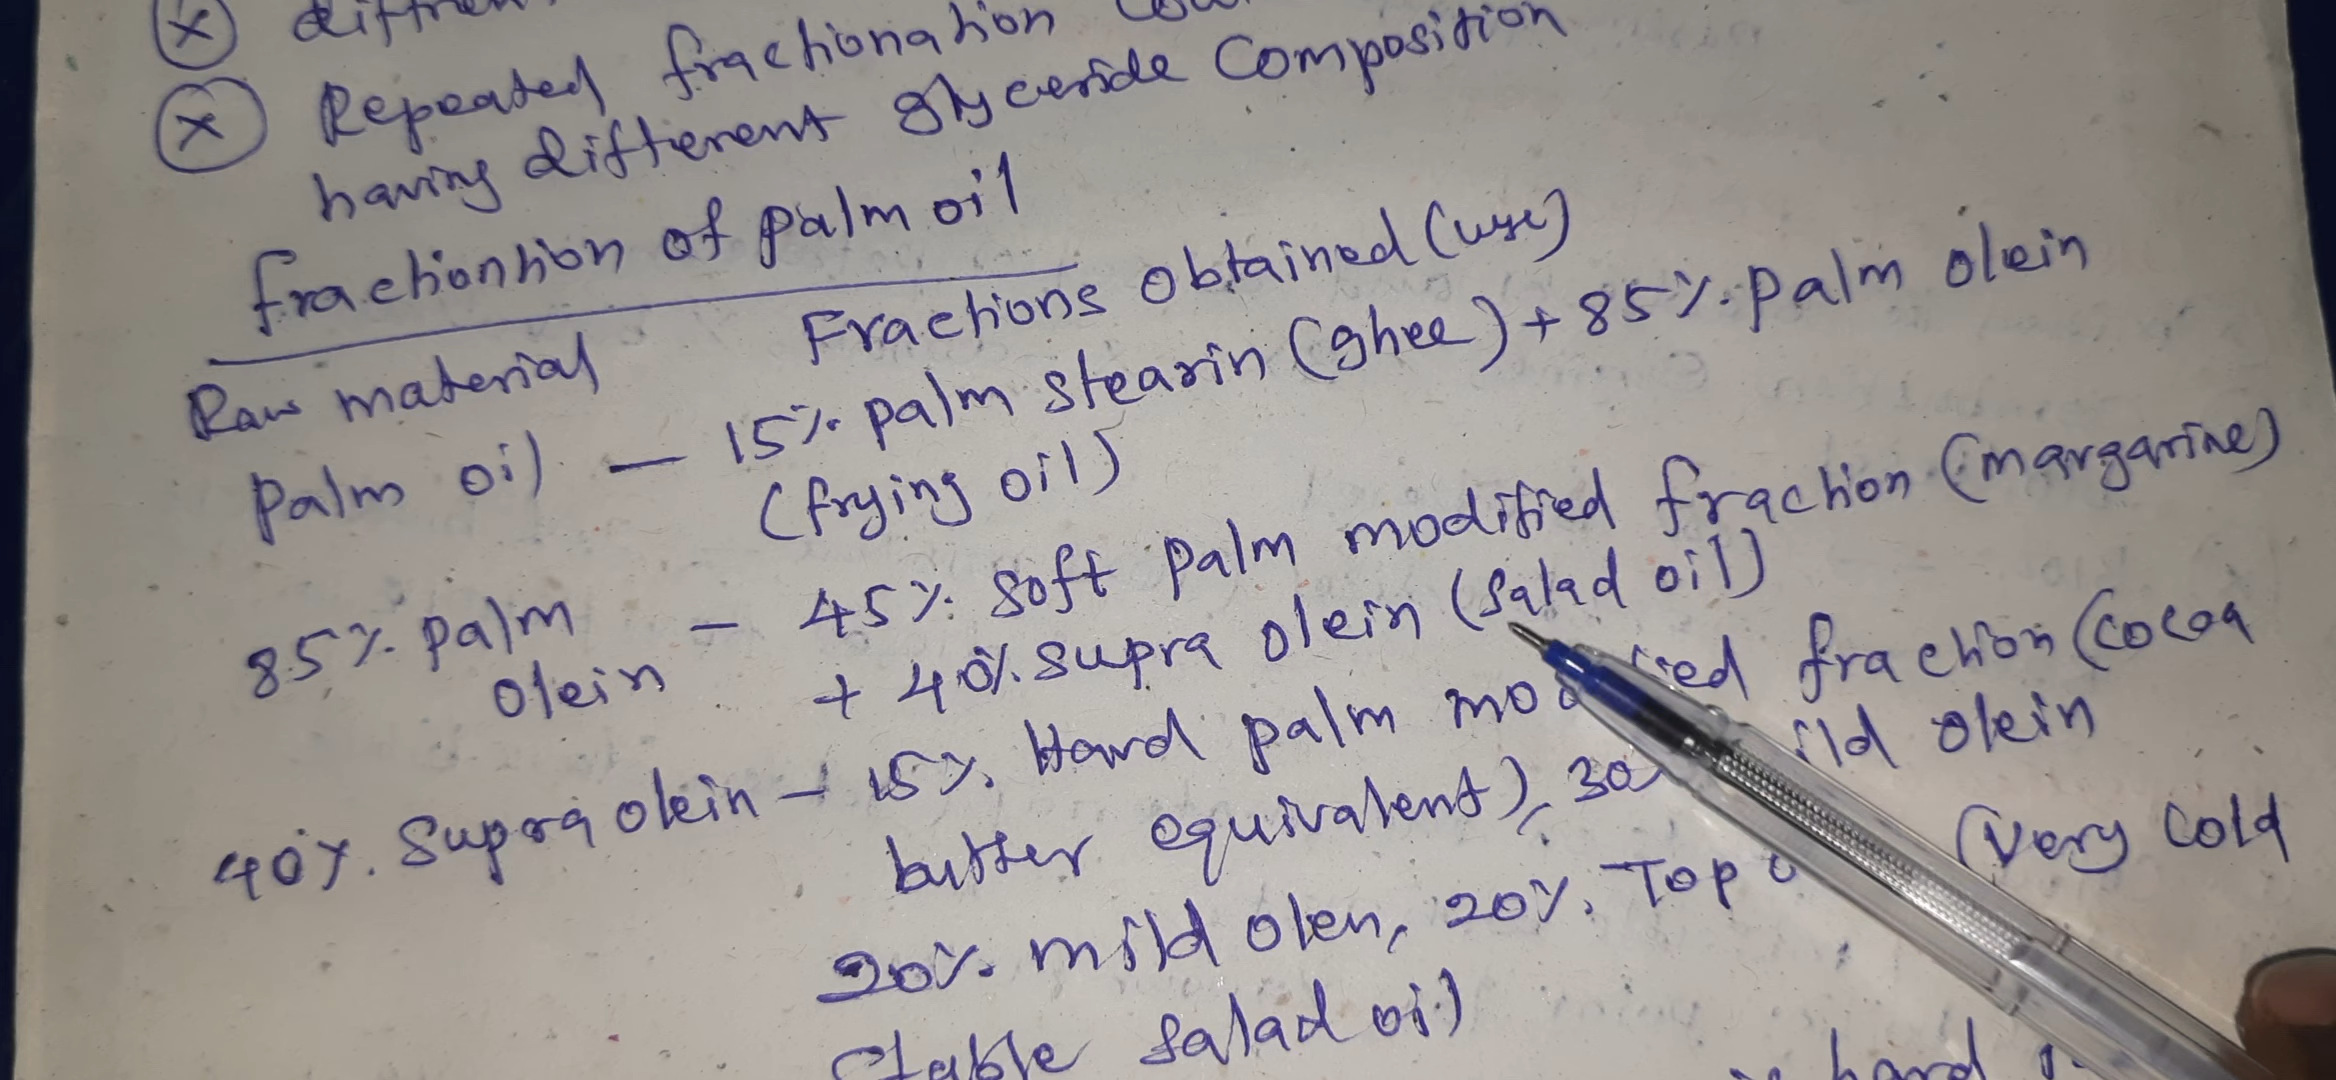 Repeated fractionation
having different glyceride composition
fractiontion of palm oil
Raw material Fractions obtained (use)
Palm oil — 15% palm stearin (ghee) + 85% palm olein
(frying oil)
85% palm — 45% soft palm modified fraction (margarine)
olein + 40% supra olein (salad oil)
40% supra olein — 15% Hard palm fraction (cocoa
butter equivalent), olein
20% mild olen, 20% Top (very cold
stable salad oil
hard